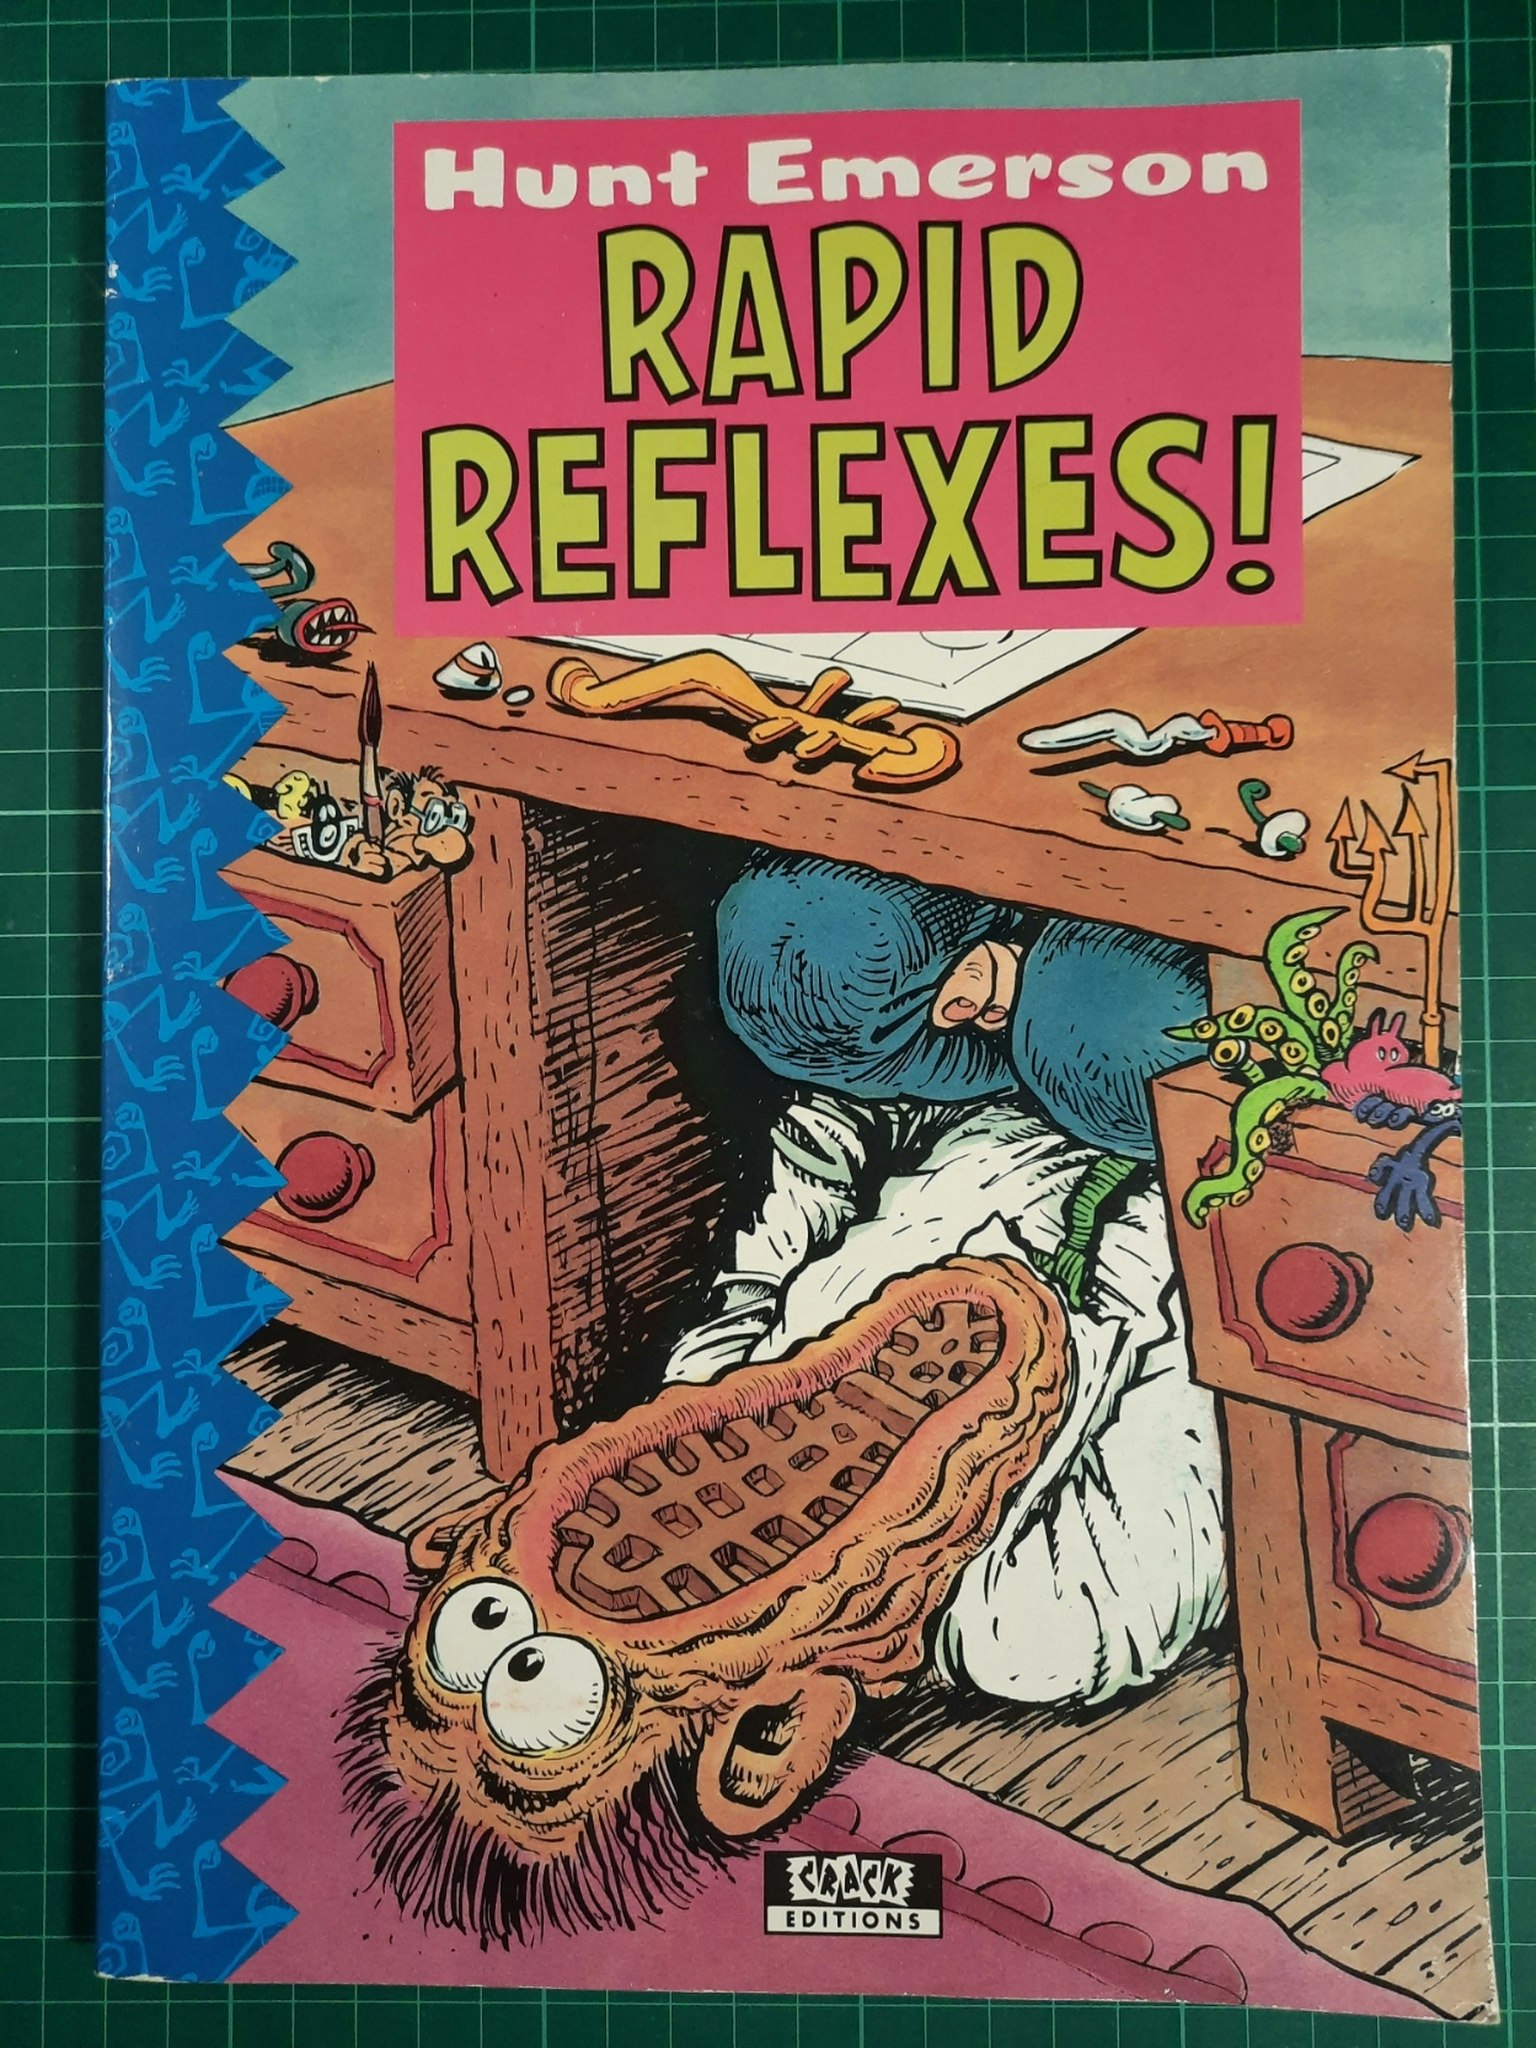 Hunt Emerson
RAPID
REFLEXES!
CRACK
EDITIONS